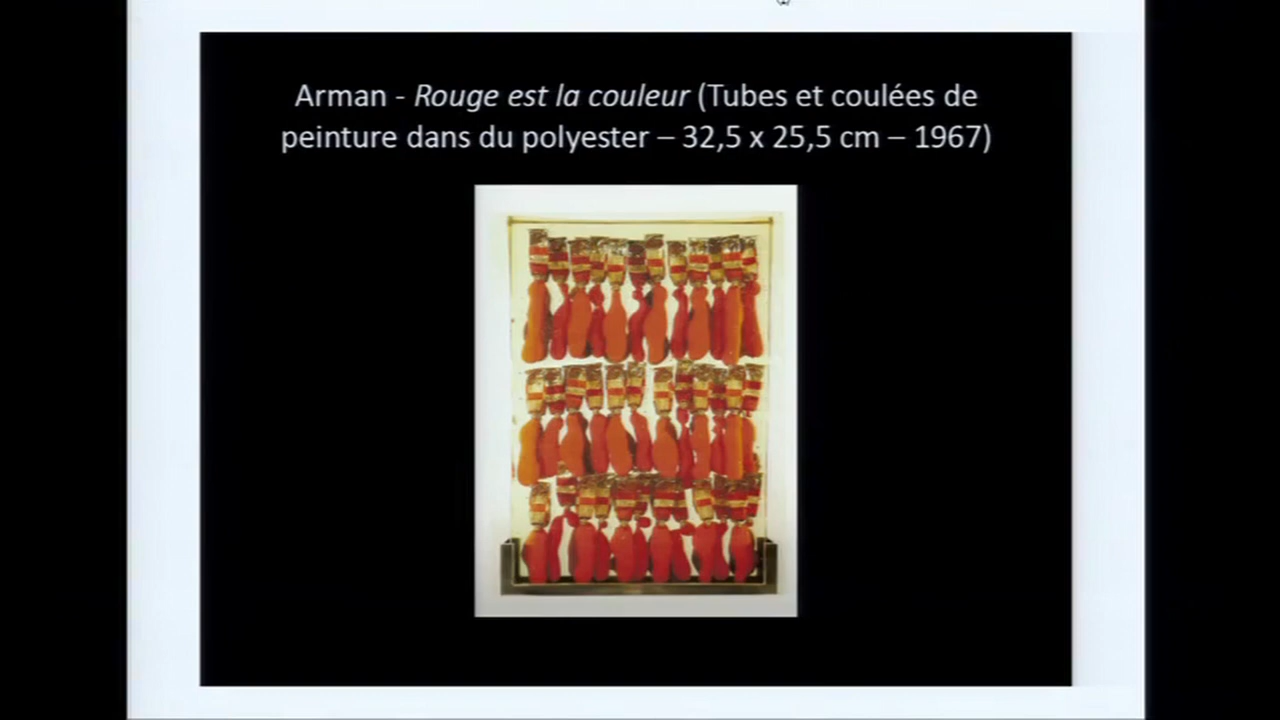 Arman - Rouge est la couleur (Tubes et coulées de
peinture dans du polyester – 32,5 x 25,5 cm – 1967)